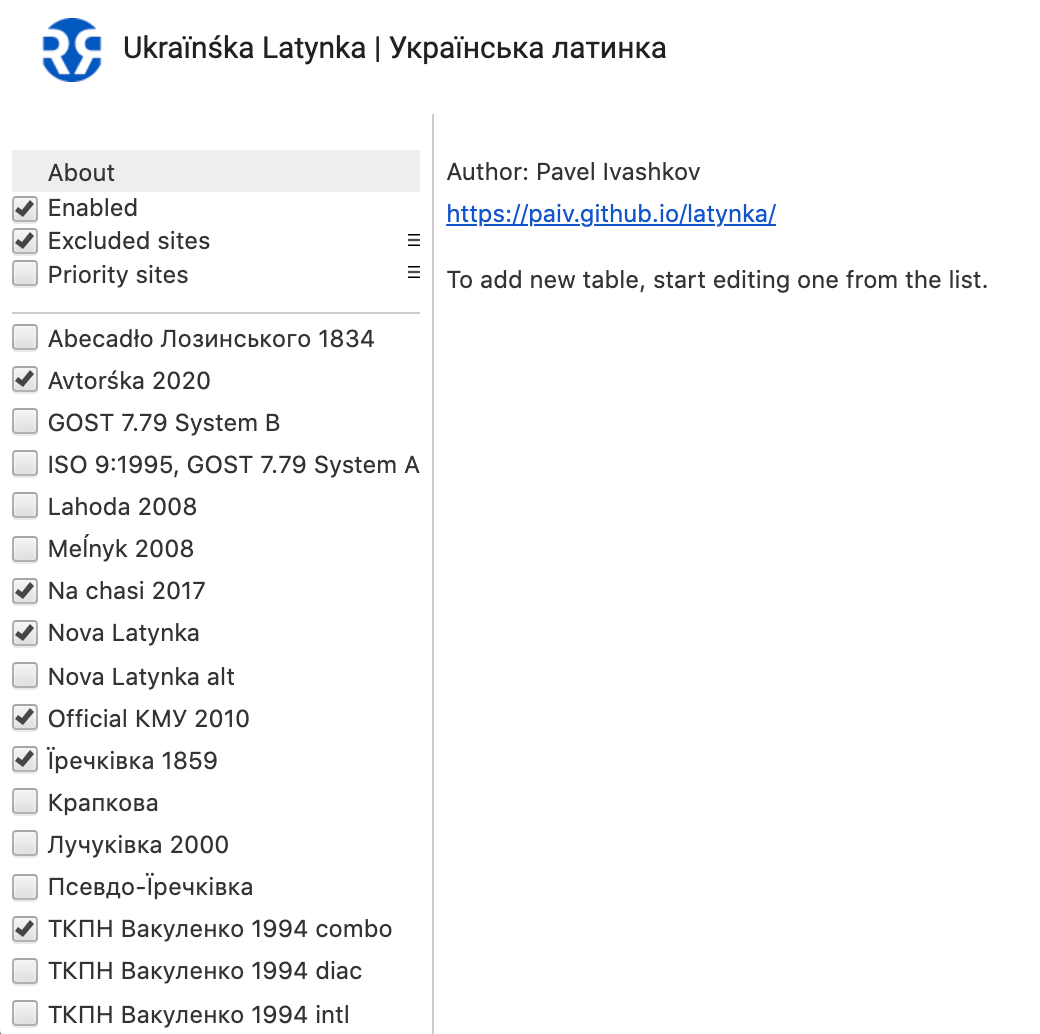 Ukraїnśka Latynka | Українська латинка
About
Enabled
Excluded sites
Priority sites
Abecadło Лозинського 1834
Avtorśka 2020
GOST 7.79 System B
ISO 9:1995, GOST 7.79 System A
Lahoda 2008
Meĺnyk 2008
Na chasi 2017
Nova Latynka
Nova Latynka alt
Official КМУ 2010
Їречківка 1859
Крапкова
Лучуківка 2000
Псевдо-Їречківка
ТКПН Вакуленко 1994 combo
ТКПН Вакуленко 1994 diac
ТКПН Вакуленко 1994 intl
Author: Pavel Ivashkov
https://paiv.github.io/latynka/
To add new table, start editing one from the list.